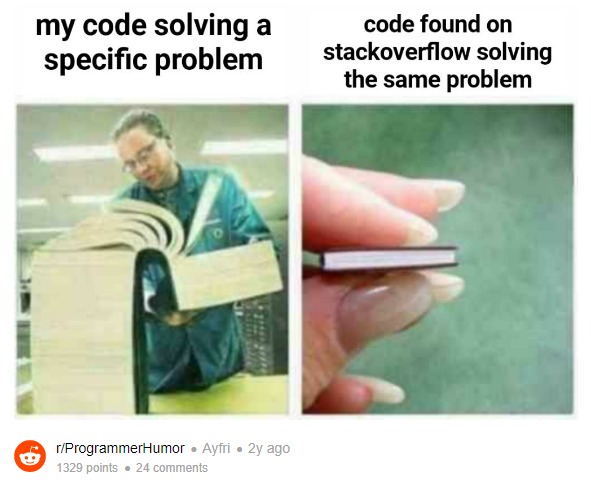 my code solving a
specific problem
code found on
stackoverflow solving
the same problem
r/ProgrammerHumor • Ayfri • 2y ago
1329 points • 24 comments